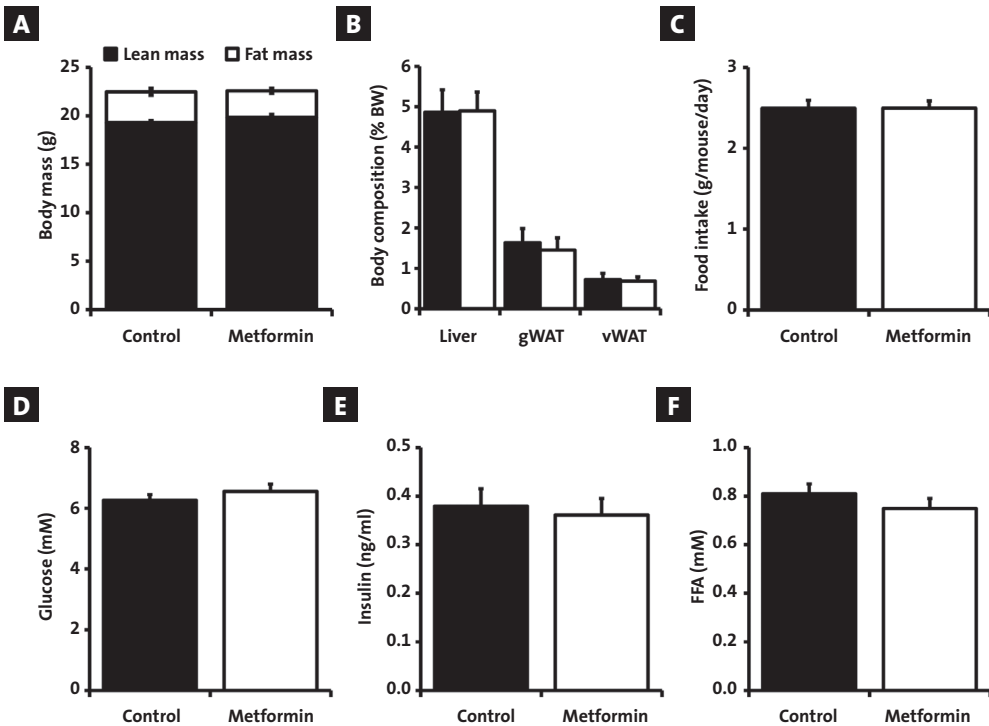 A
Lean mass Fat mass
Body mass (g)
25
20
15
10
5
0
Control Metformin
B
Body composition (% BW)
6
5
4
3
2
1
0
Liver gWAT vWAT
C
Food intake (g/mouse/day)
3
2
1
0
Control Metformin
D
Glucose (mM)
8
6
4
2
0
Control Metformin
E
Insulin (ng/ml)
0.5
0.4
0.3
0.2
0.1
0.0
Control Metformin
F
FFA (mM)
1.0
0.8
0.6
0.4
0.2
0.0
Control Metformin